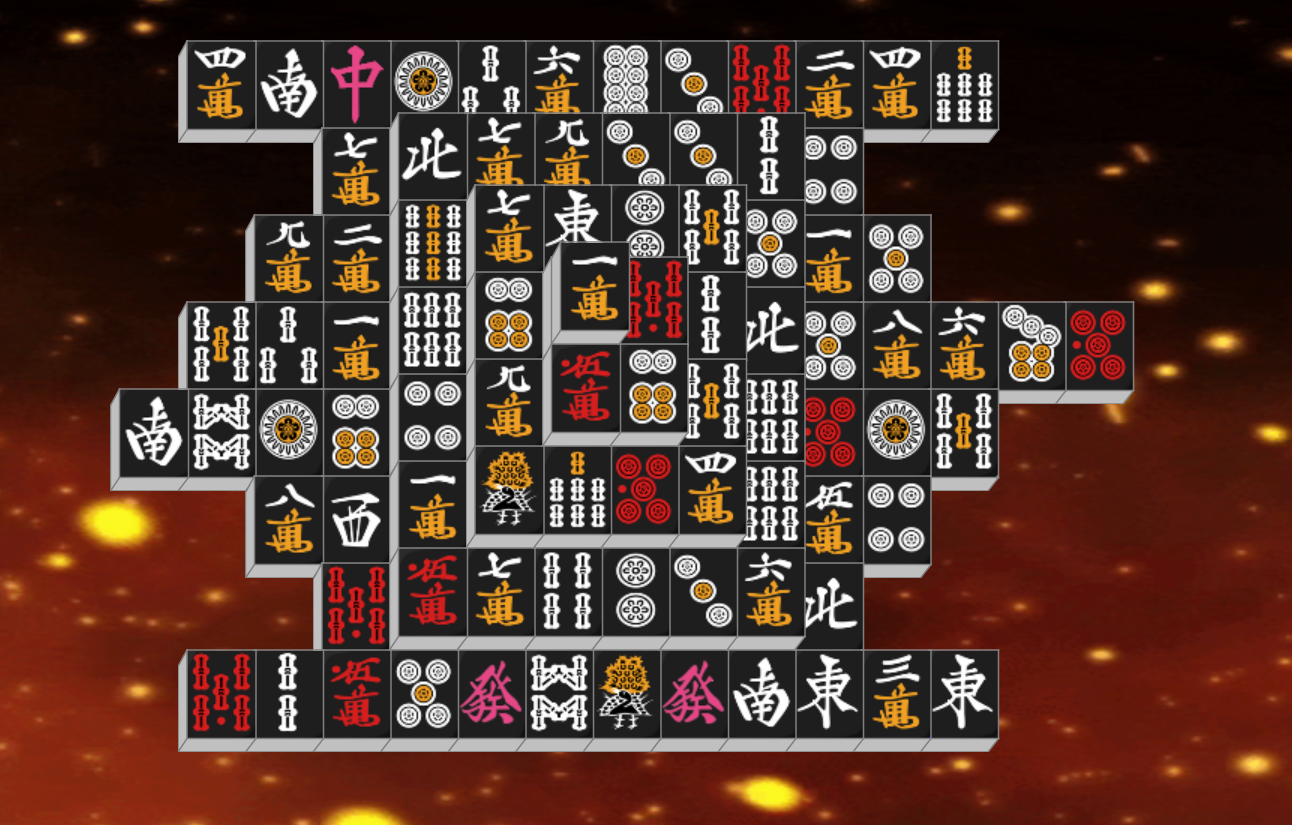 四萬 南 中 六萬 二萬 四萬
七萬 北 七萬 九萬
七萬 東
九萬 二萬 一萬 一萬
一萬 北 八萬 六萬
伍萬
南 九萬
四萬
八萬 西 一萬 伍萬
伍萬 七萬 六萬 北
伍萬 發 發 南 東 三萬 東